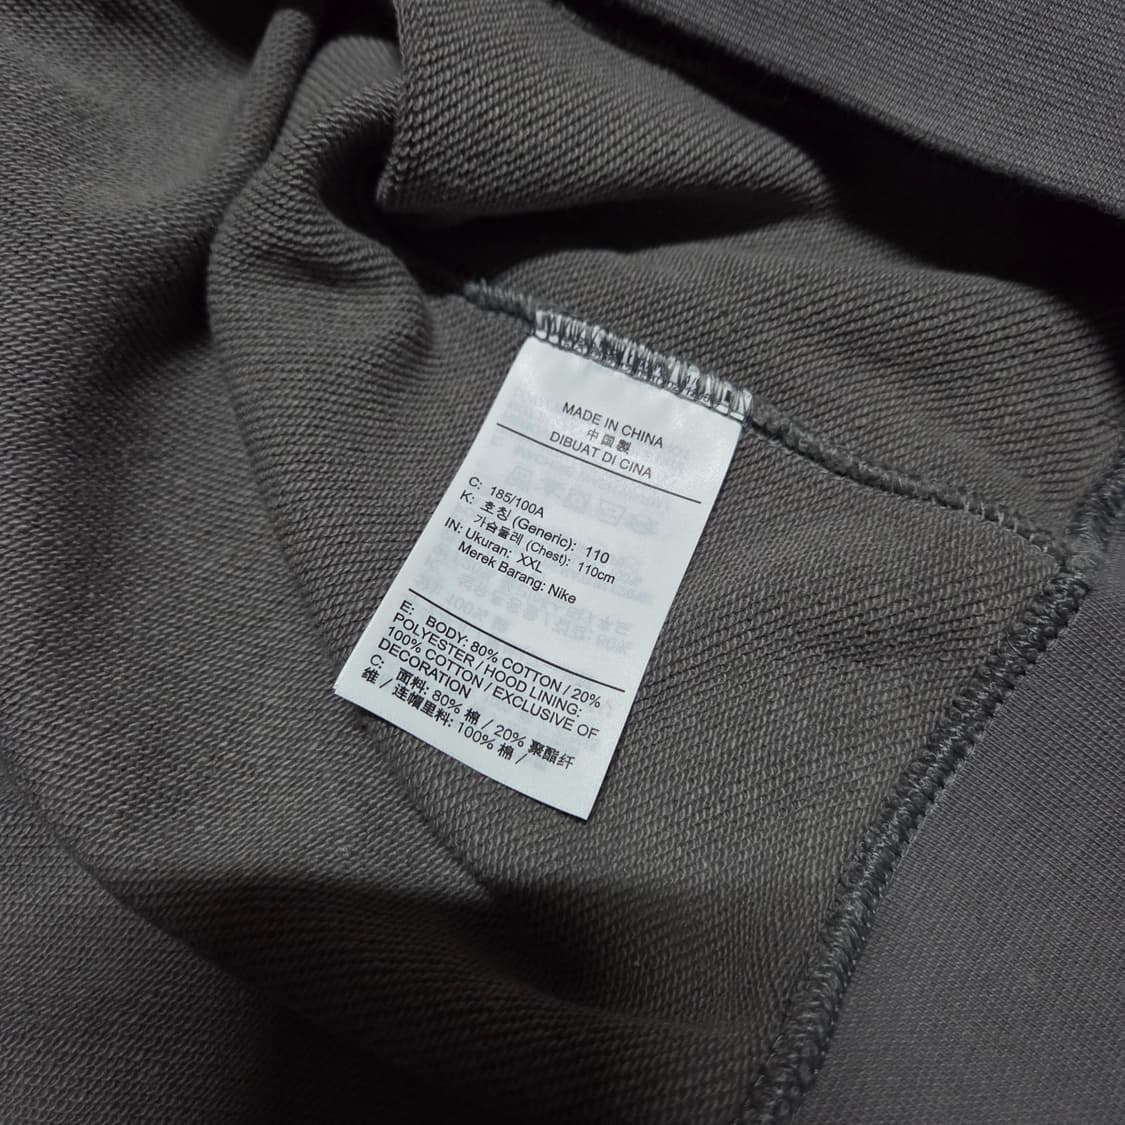 MADE IN CHINA
中国製
DIBUAT DI CINA
C: 185/100A
K: 호칭 (Generic): 110
가슴둘레 (Chest): 110cm
IN: Ukuran: XXL
Merek Barang: Nike
E: BODY: 80% COTTON / 20%
POLYESTER / HOOD LINING:
100% COTTON / EXCLUSIVE OF
DECORATION
C: 面料: 80% 棉 / 20% 聚酯纤
维 / 连帽里料: 100% 棉 /